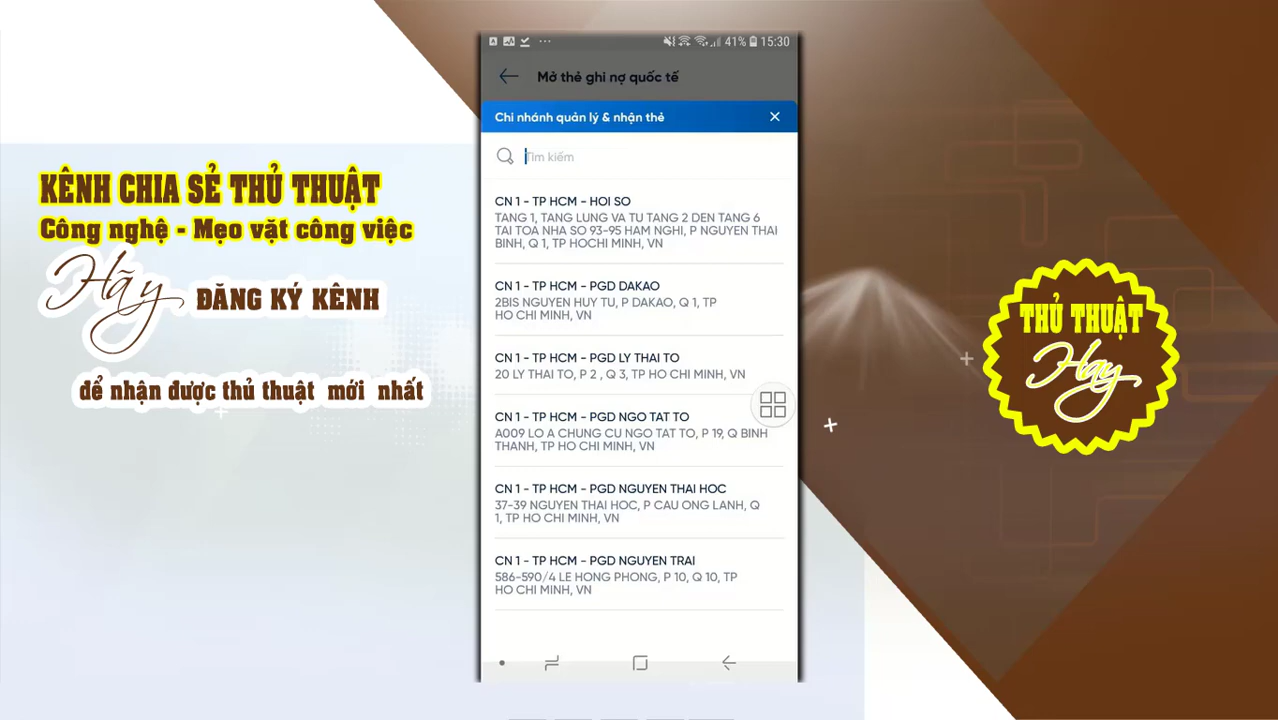 KÊNH CHIA SẺ THỦ THUẬT
Công nghệ - Mẹo vặt công việc
Hãy ĐĂNG KÝ KÊNH
để nhận được thủ thuật mới nhất
41% 15:30
Mở thẻ ghi nợ quốc tế
Chi nhánh quản lý & nhận thẻ
Tìm kiếm
CN 1 - TP HCM - HOI SO
TANG 1, TANG LUNG VA TU TANG 2 DEN TANG 6
TAI TOA NHA SO 93-95 HAM NGHI, P NGUYEN THAI
BINH, Q 1, TP HOCHI MINH, VN
CN 1 - TP HCM - PGD DAKAO
2BIS NGUYEN HUY TU, P DAKAO, Q 1, TP
HO CHI MINH, VN
CN 1 - TP HCM - PGD LY THAI TO
20 LY THAI TO, P 2 , Q 3, TP HO CHI MINH, VN
CN 1 - TP HCM - PGD NGO TAT TO
A009 LO A CHUNG CU NGO TAT TO, P 19, Q BINH
THANH, TP HO CHI MINH, VN
CN 1 - TP HCM - PGD NGUYEN THAI HOC
37-39 NGUYEN THAI HOC, P CAU ONG LANH, Q
1, TP HO CHI MINH, VN
CN 1 - TP HCM - PGD NGUYEN TRAI
586-590/4 LE HONG PHONG, P 10, Q 10, TP
HO CHI MINH, VN
THỦ THUẬT
Hay